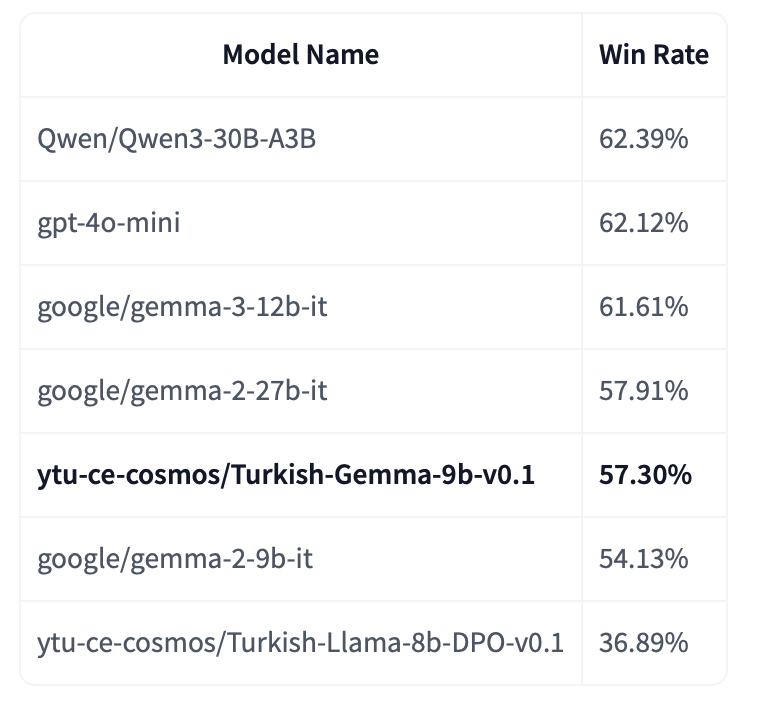 Model Name Win Rate
Qwen/Qwen3-30B-A3B 62.39%
gpt-4o-mini 62.12%
google/gemma-3-12b-it 61.61%
google/gemma-2-27b-it 57.91%
ytu-ce-cosmos/Turkish-Gemma-9b-v0.1 57.30%
google/gemma-2-9b-it 54.13%
ytu-ce-cosmos/Turkish-Llama-8b-DPO-v0.1 36.89%